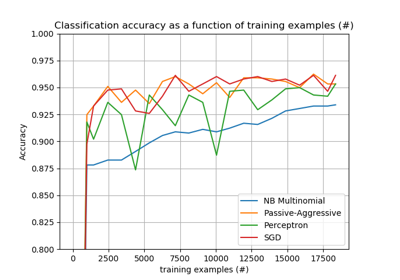 Classification accuracy as a function of training examples (#)
1.000
0.975
0.950
0.925
0.900
0.875
0.850
0.825
0.800
Accuracy
NB Multinomial
Passive-Aggressive
Perceptron
SGD
0 2500 5000 7500 10000 12500 15000 17500
training examples (#)